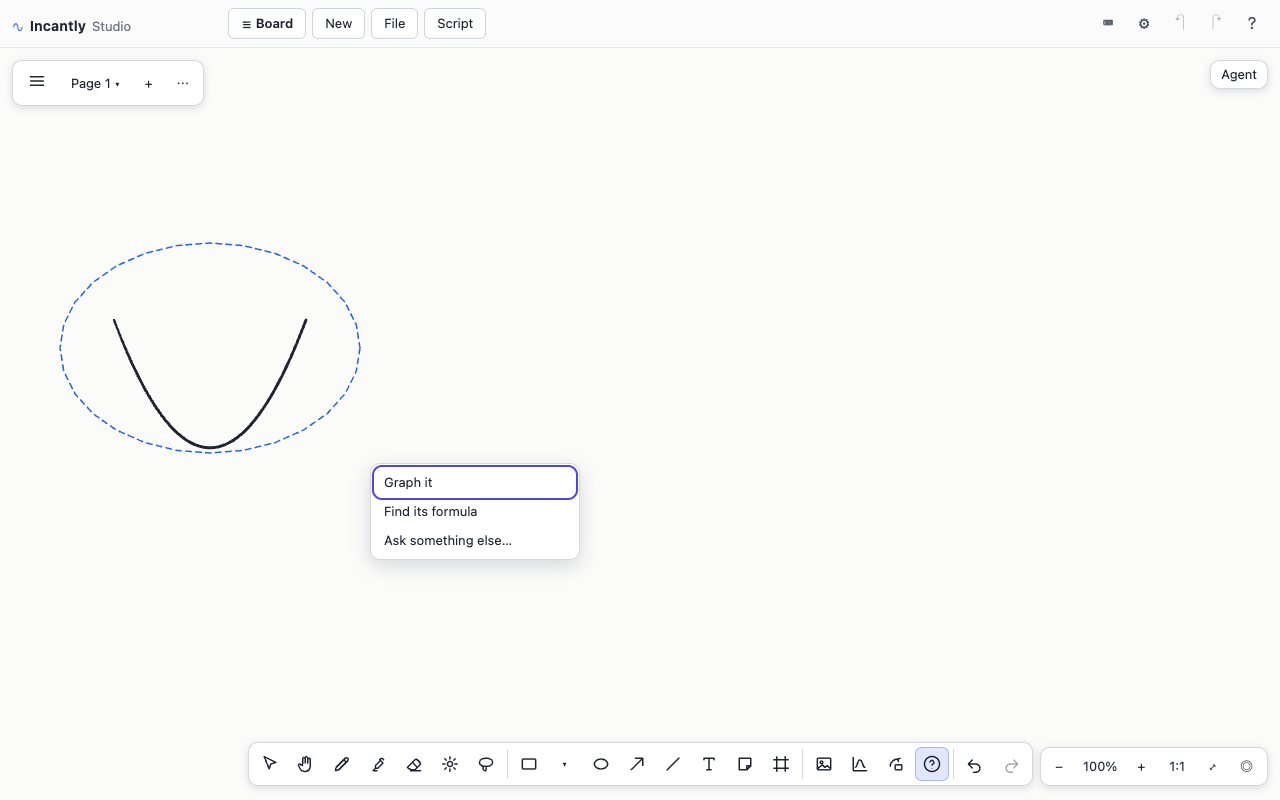 Incantly Studio
Board New File Script
?
Page 1 + ...
Agent
Graph it
Find its formula
Ask something else...
− 100% + 1:1